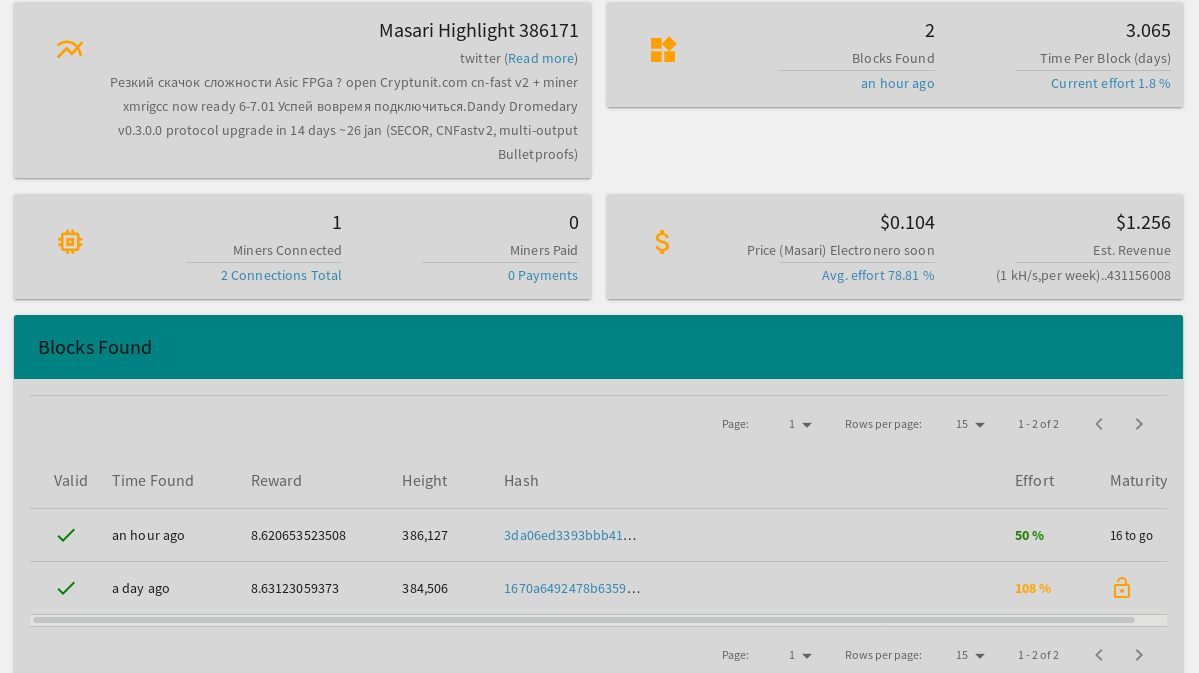 Masari Highlight 386171
twitter (Read more)
Резкий скачок сложности Asic FPGa ? open Cryptunit.com cn-fast v2 + miner
xmrigcc now ready 6-7.01 Успей вовремя подключиться.Dandy Dromedary
v0.3.0.0 protocol upgrade in 14 days ~26 jan (SECOR, CNFastv2, multi-output
Bulletproofs)
2
Blocks Found
an hour ago
3.065
Time Per Block (days)
Current effort 1.8 %
1
Miners Connected
2 Connections Total
0
Miners Paid
0 Payments
$0.104
Price (Masari) Electronero soon
Avg. effort 78.81 %
$1.256
Est. Revenue
(1 kH/s,per week)..431156008
Blocks Found
Page: 1 Rows per page: 15 1 - 2 of 2
Valid Time Found Reward Height Hash Effort Maturity
an hour ago 8.620653523508 386,127 3da06ed3393bbb41... 50 % 16 to go
a day ago 8.63123059373 384,506 1670a6492478b6359... 108 %
Page: 1 Rows per page: 15 1 - 2 of 2